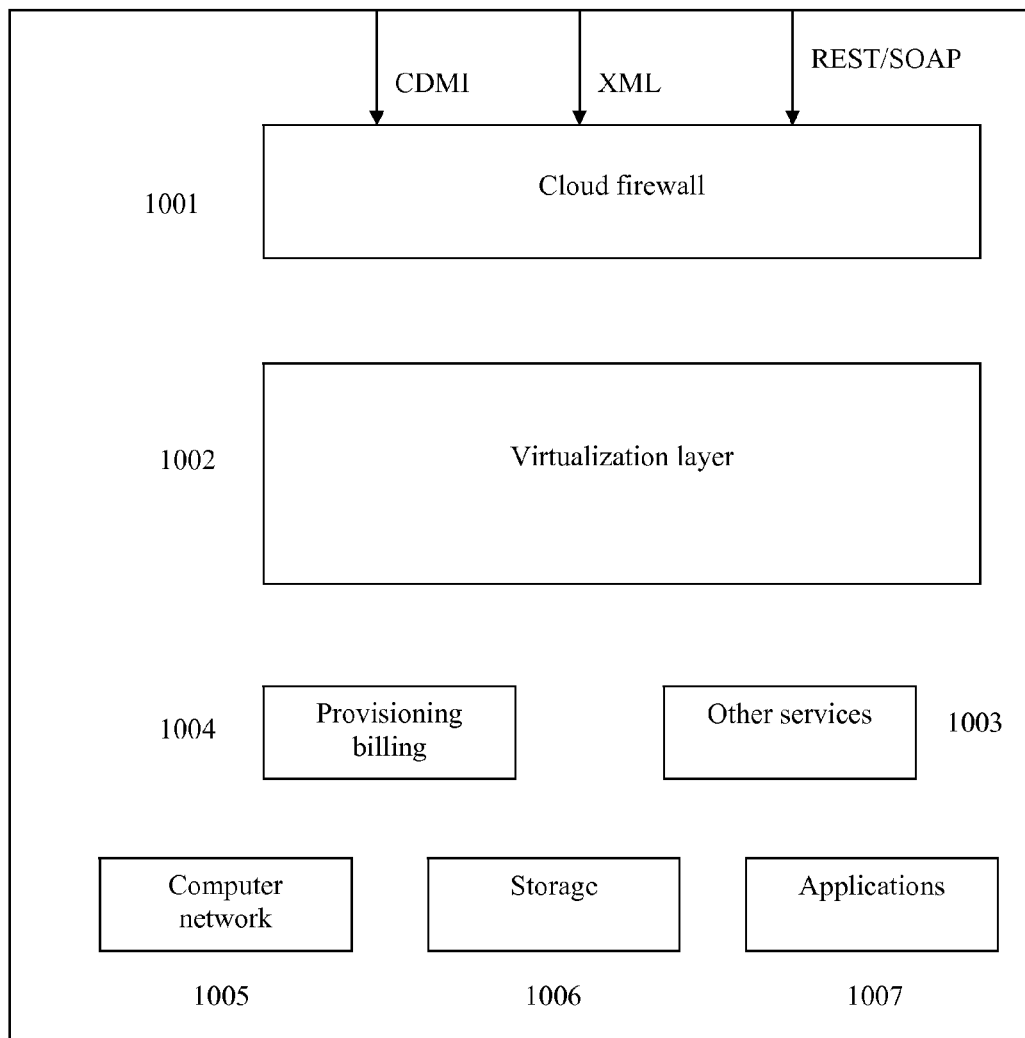 CDMI
XML
REST/SOAP
Cloud firewall
1001
Virtualization layer
1002
Provisioning
billing
1004
Other services
1003
Computer
network
Storage
Applications
1005
1006
1007